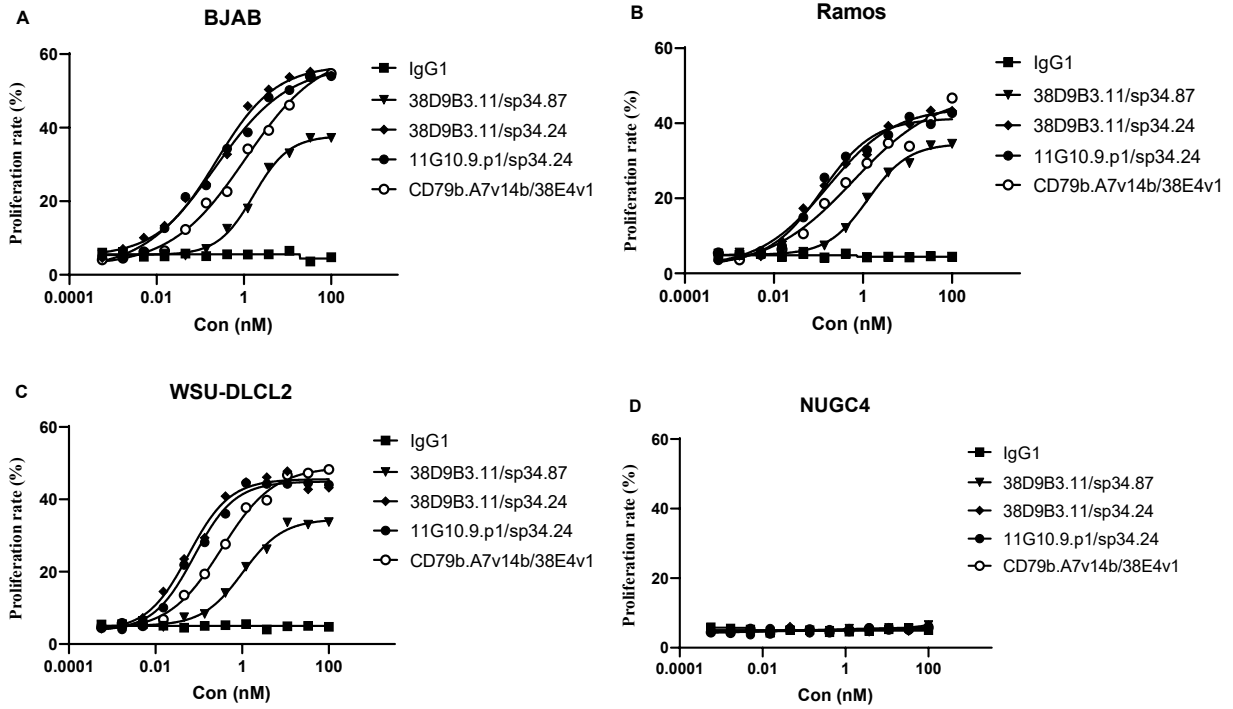 A
BJAB
Proliferation rate (%)
60
40
20
0
0.0001
0.01
1
100
Con (nM)
IgG1
38D9B3.11/sp34.87
38D9B3.11/sp34.24
11G10.9.p1/sp34.24
CD79b.A7v14b/38E4v1
B
Ramos
Proliferation rate (%)
60
40
20
0
0.0001
0.01
1
100
Con (nM)
IgG1
38D9B3.11/sp34.87
38D9B3.11/sp34.24
11G10.9.p1/sp34.24
CD79b.A7v14b/38E4v1
C
WSU-DLCL2
Proliferation rate (%)
60
40
20
0
0.0001
0.01
1
100
Con (nM)
IgG1
38D9B3.11/sp34.87
38D9B3.11/sp34.24
11G10.9.p1/sp34.24
CD79b.A7v14b/38E4v1
D
NUGC4
Proliferation rate (%)
60
40
20
0
0.0001
0.01
1
100
Con (nM)
IgG1
38D9B3.11/sp34.87
38D9B3.11/sp34.24
11G10.9.p1/sp34.24
CD79b.A7v14b/38E4v1